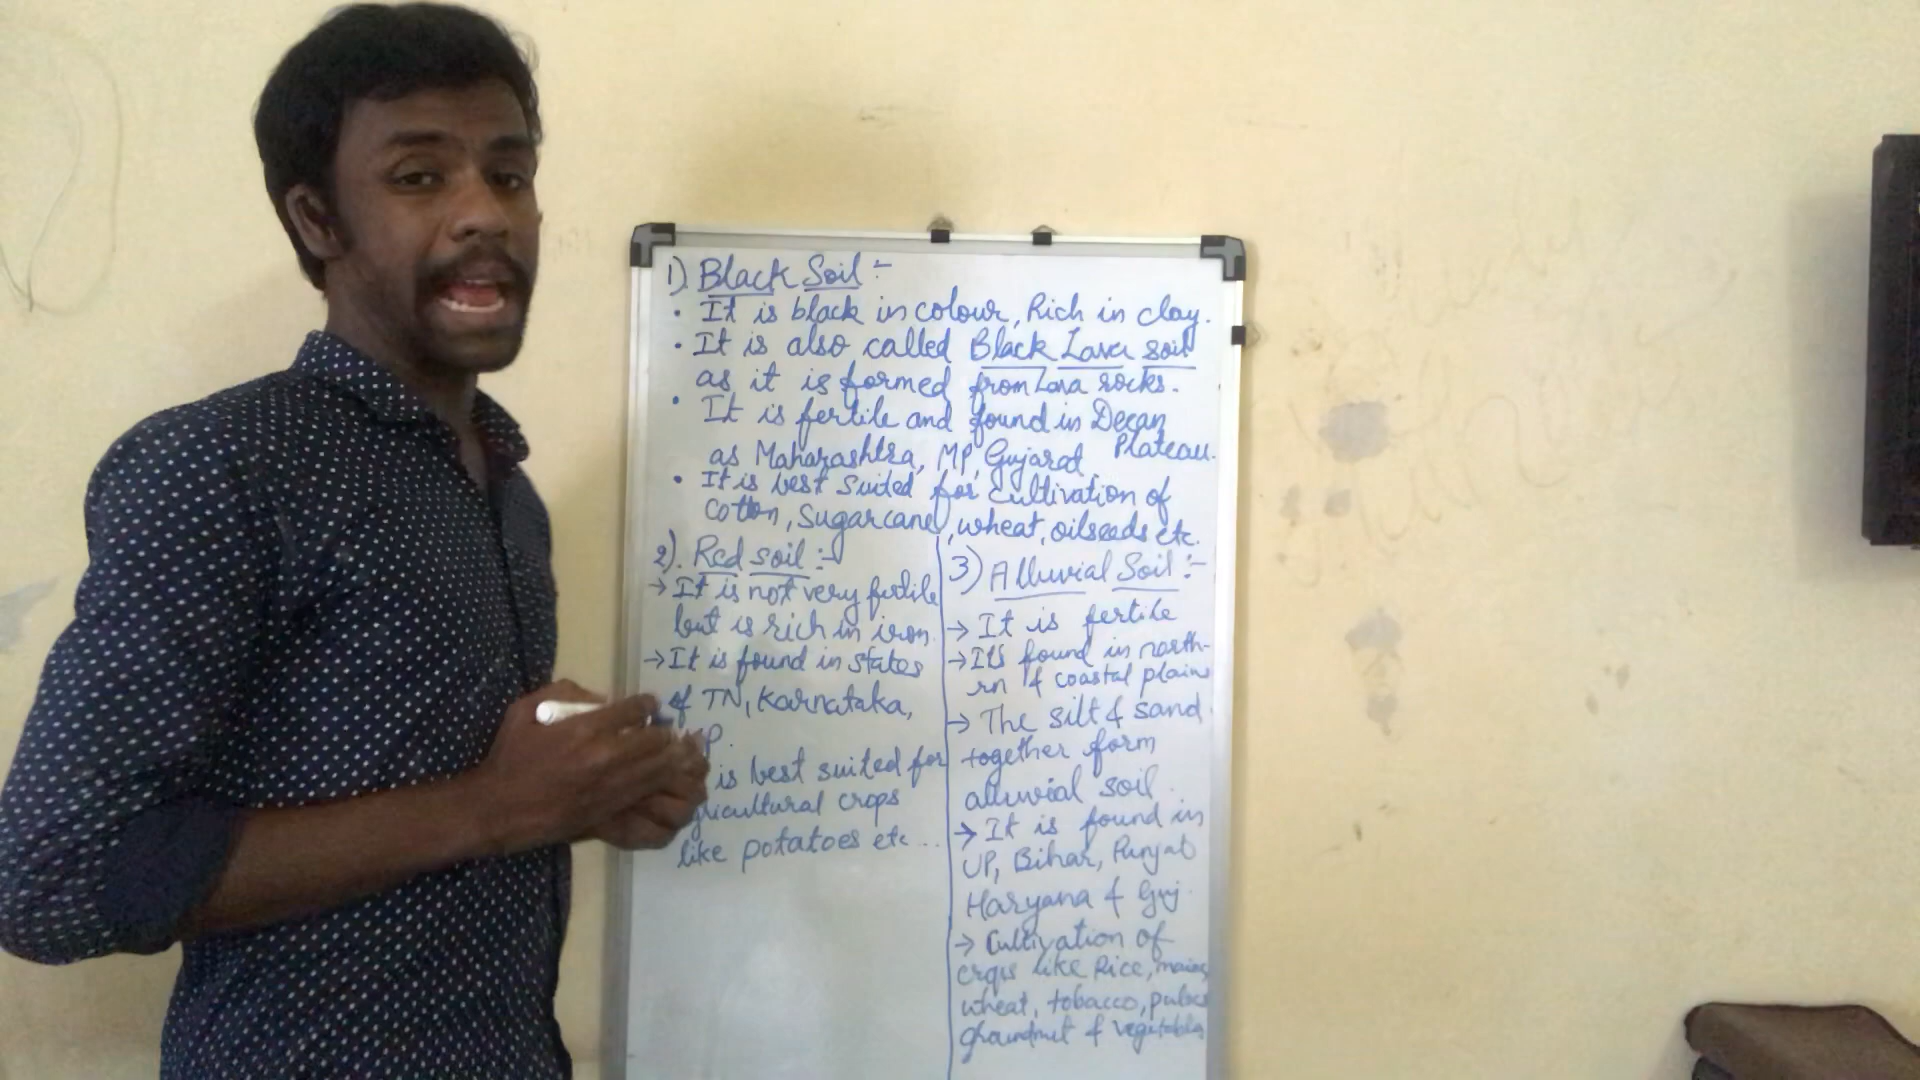 1) Black Soil :-
• It is black in colour, Rich in clay.
• It is also called Black Lava soil
as it is formed from Lava rocks.
• It is fertile and found in Decan
Plateau.
as Maharashtra, MP, Gujarat
• It is best suited for cultivation of
cotton, sugarcane, wheat, oilseeds etc.
2). Red soil :-
→ It is not very fertile
but is rich in iron.
→ It is found in states
of TN, Karnataka,
P.
is best suited for
gricultural crops
like potatoes etc ...
3) Alluvial Soil :-
→ It is fertile
→ It's found in north-
rn & coastal plains
→ The silt & sand
together form
alluvial soil.
→ It is found in
UP, Bihar, Punjab
Haryana & Guj.
→ Cultivation of
crops like Rice,
wheat, tobacco, pulses
groundnut & vegetables